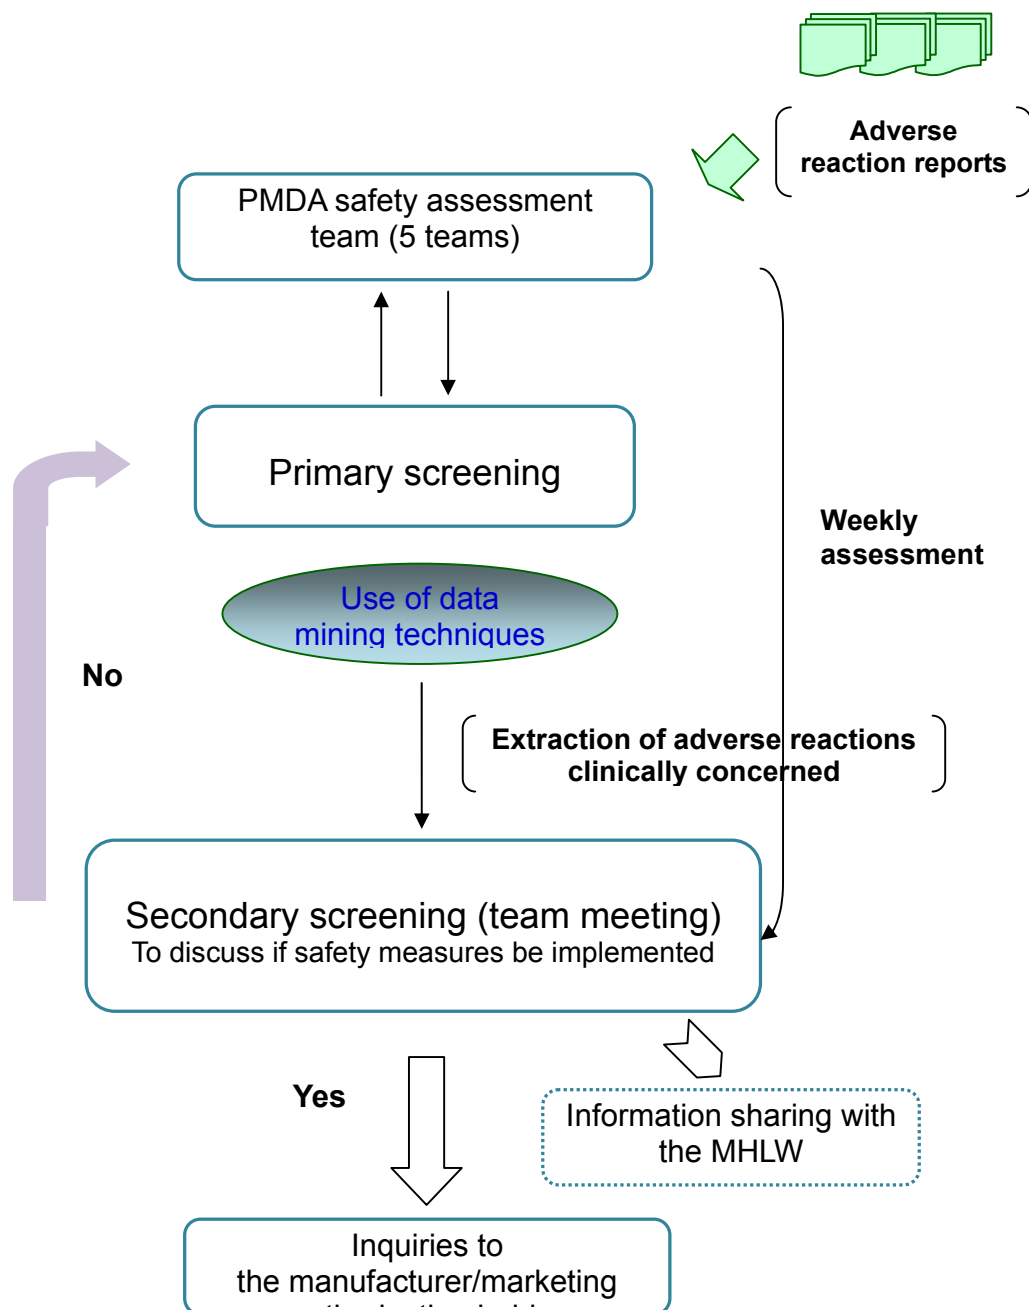 Adverse
reaction reports
PMDA safety assessment
team (5 teams)
Primary screening
Weekly
assessment
Use of data
mining techniques
No
Extraction of adverse reactions
clinically concerned
Secondary screening (team meeting)
To discuss if safety measures be implemented
Yes
Information sharing with
the MHLW
Inquiries to
the manufacturer/marketing